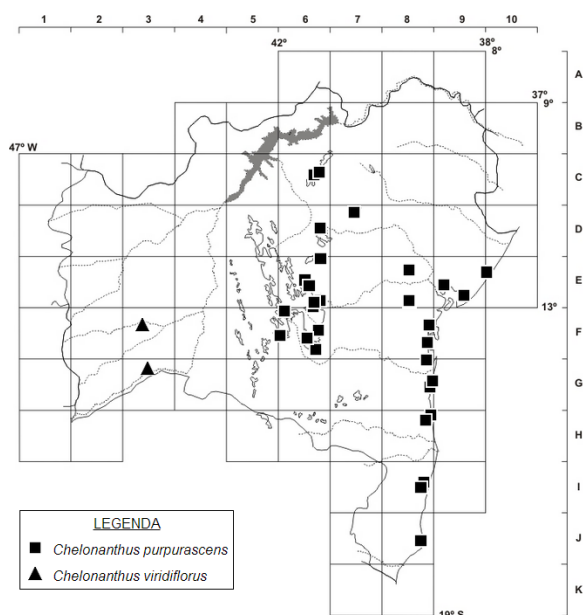 1 2 3 4 5 6 7 8 9 10
42° 38°
8°
A
37°
9°
B
47° W
C
D
E
13°
F
G
H
I
J
K
19° S
LEGENDA
Chelonanthus purpurascens
Chelonanthus viridiflorus